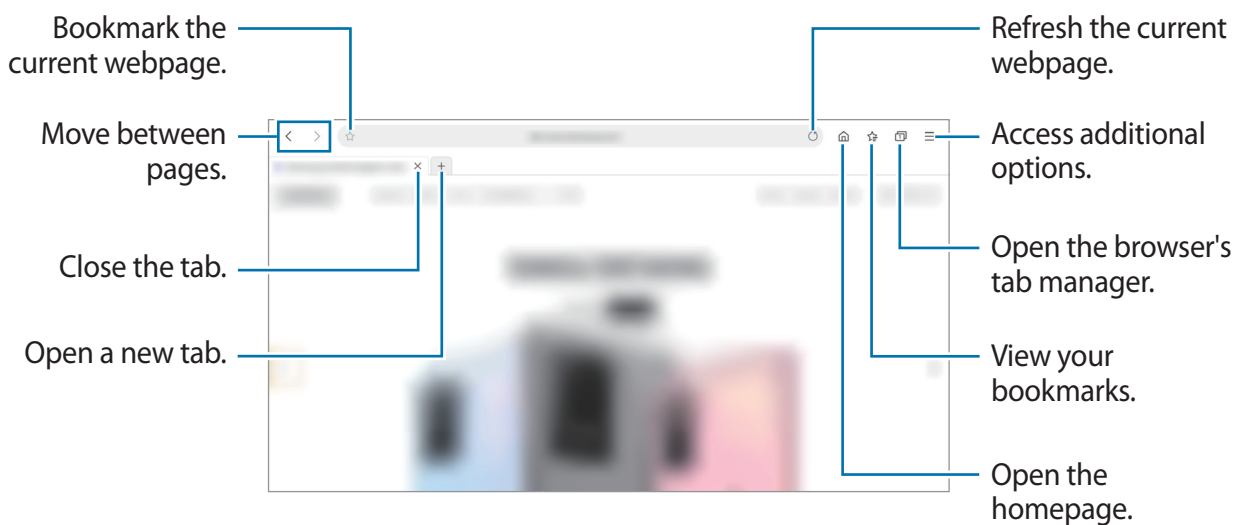 Bookmark the
current webpage.
Move between
pages.
Close the tab.
Open a new tab.
Refresh the current
webpage.
Access additional
options.
Open the browser's
tab manager.
View your
bookmarks.
Open the
homepage.